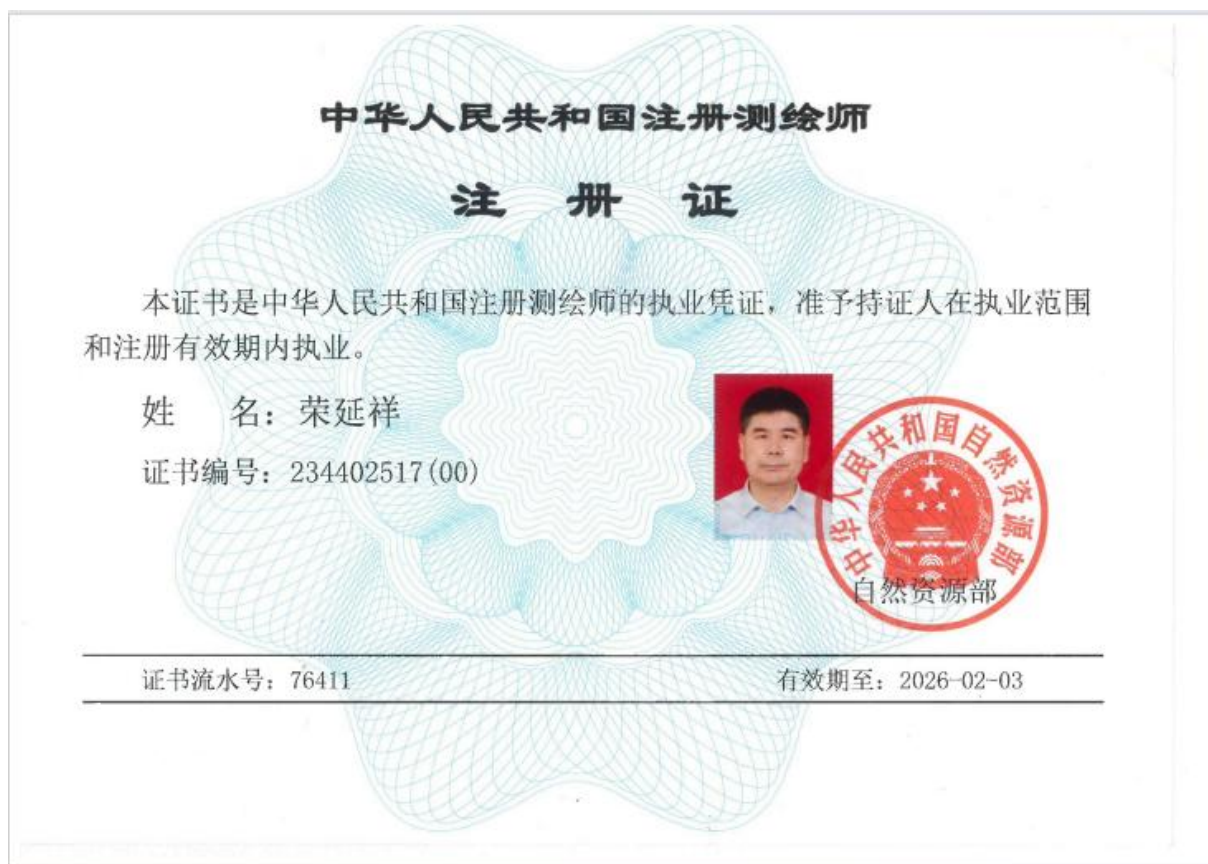 中华人民共和国注册测绘师
注 册 证
本证书是中华人民共和国注册测绘师的执业凭证，准予持证人在执业范围
和注册有效期内执业。
姓 名：荣延祥
证书编号：234402517(00)
中华人民共和国自然资源部
自然资源部
证书流水号：76411
有效期至：2026-02-03